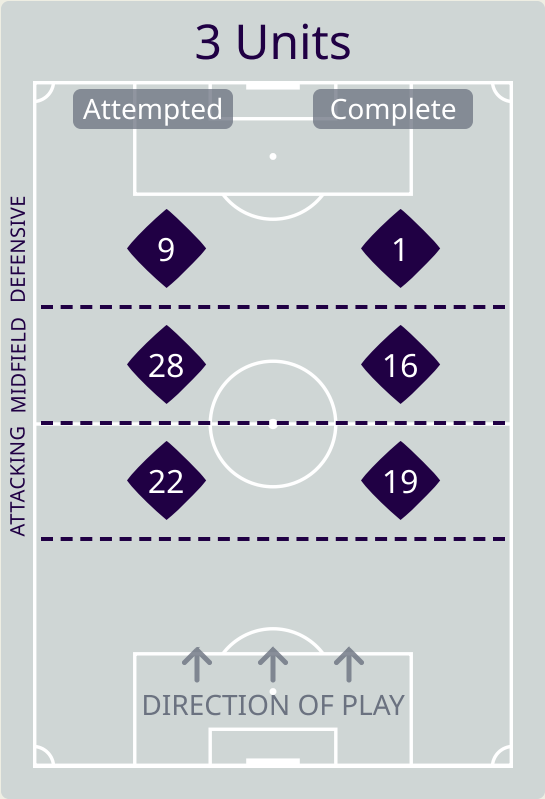 3 Units
Attempted Complete
DEFENSIVE
9 1
MIDFIELD
28 16
ATTACKING
22 19
DIRECTION OF PLAY